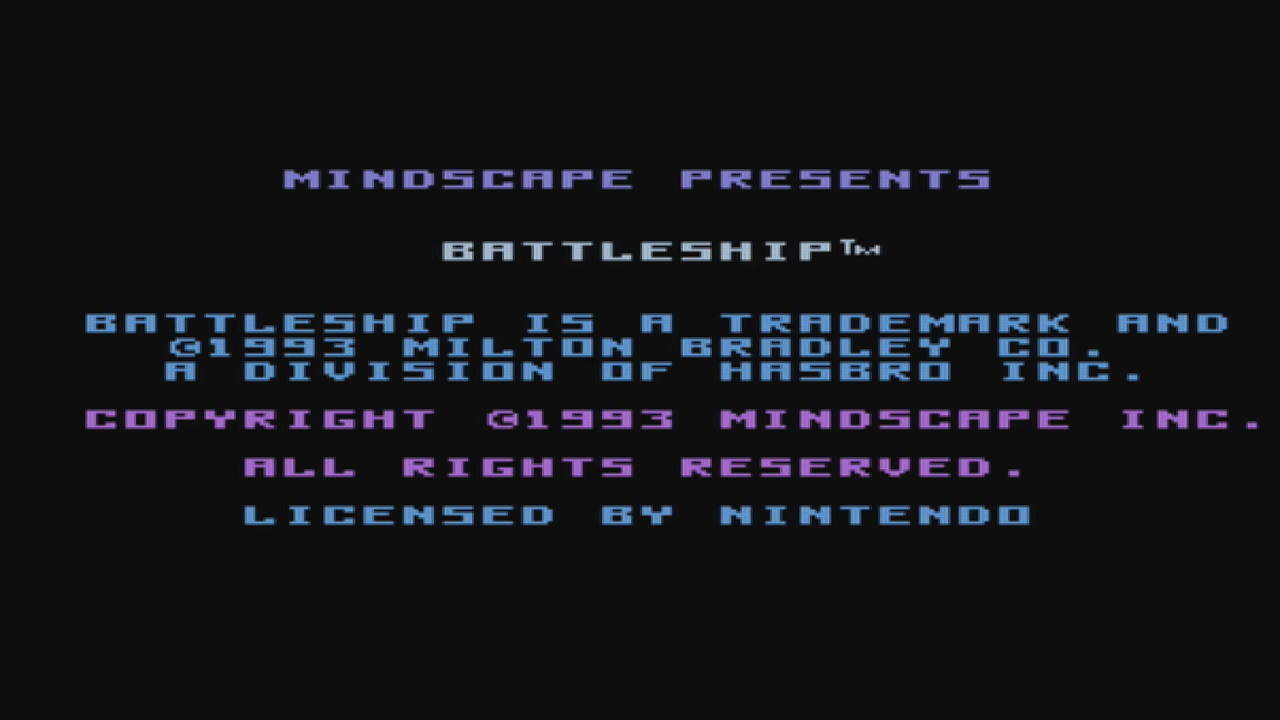 MINDSCAPE PRESENTS
BATTLESHIP™
BATTLESHIP IS A TRADEMARK AND
©1993 MILTON BRADLEY CO.
A DIVISION OF HASBRO INC.
COPYRIGHT ©1993 MINDSCAPE INC.
ALL RIGHTS RESERVED.
LICENSED BY NINTENDO